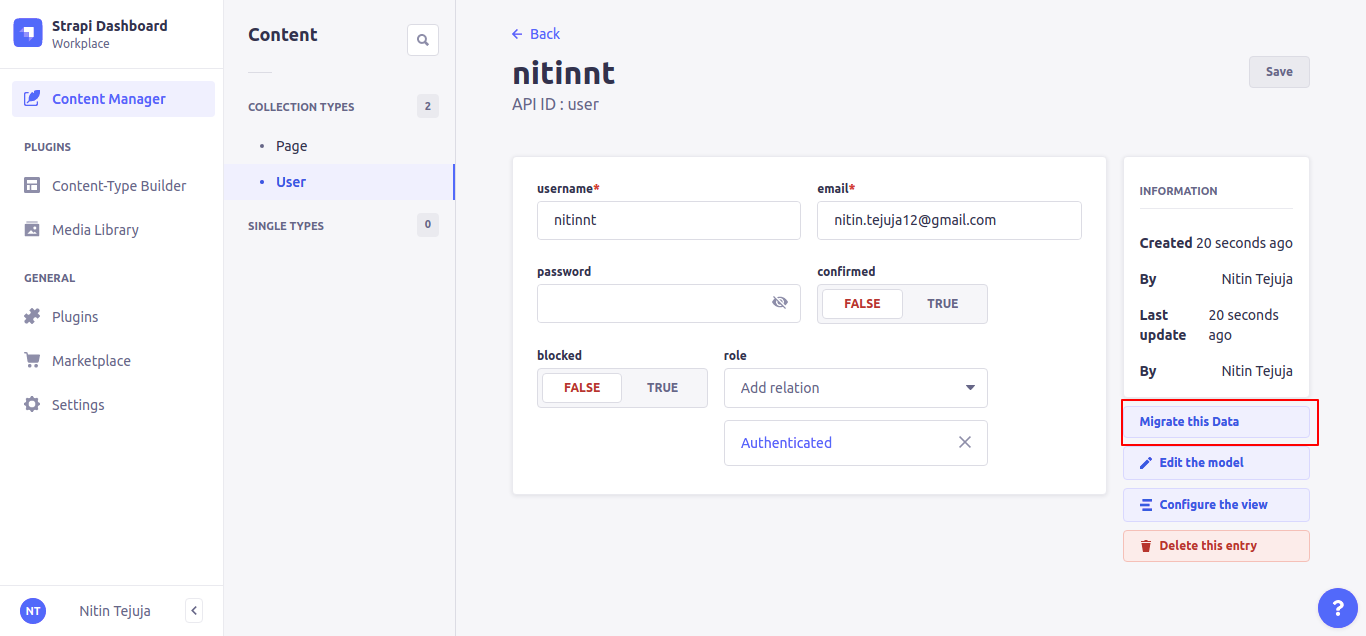 Strapi Dashboard
Workplace
Content Manager
PLUGINS
Content-Type Builder
Media Library
GENERAL
Plugins
Marketplace
Settings
NT
Nitin Tejuja
Content
COLLECTION TYPES
2
Page
User
SINGLE TYPES
0
Back
nitinnt
API ID : user
Save
username*
email*
nitinnt
nitin.tejuja12@gmail.com
password
confirmed
FALSE
TRUE
blocked
role
FALSE
TRUE
Add relation
Authenticated
INFORMATION
Created 20 seconds ago
By Nitin Tejuja
Last 20 seconds
update ago
By Nitin Tejuja
Migrate this Data
Edit the model
Configure the view
Delete this entry
?